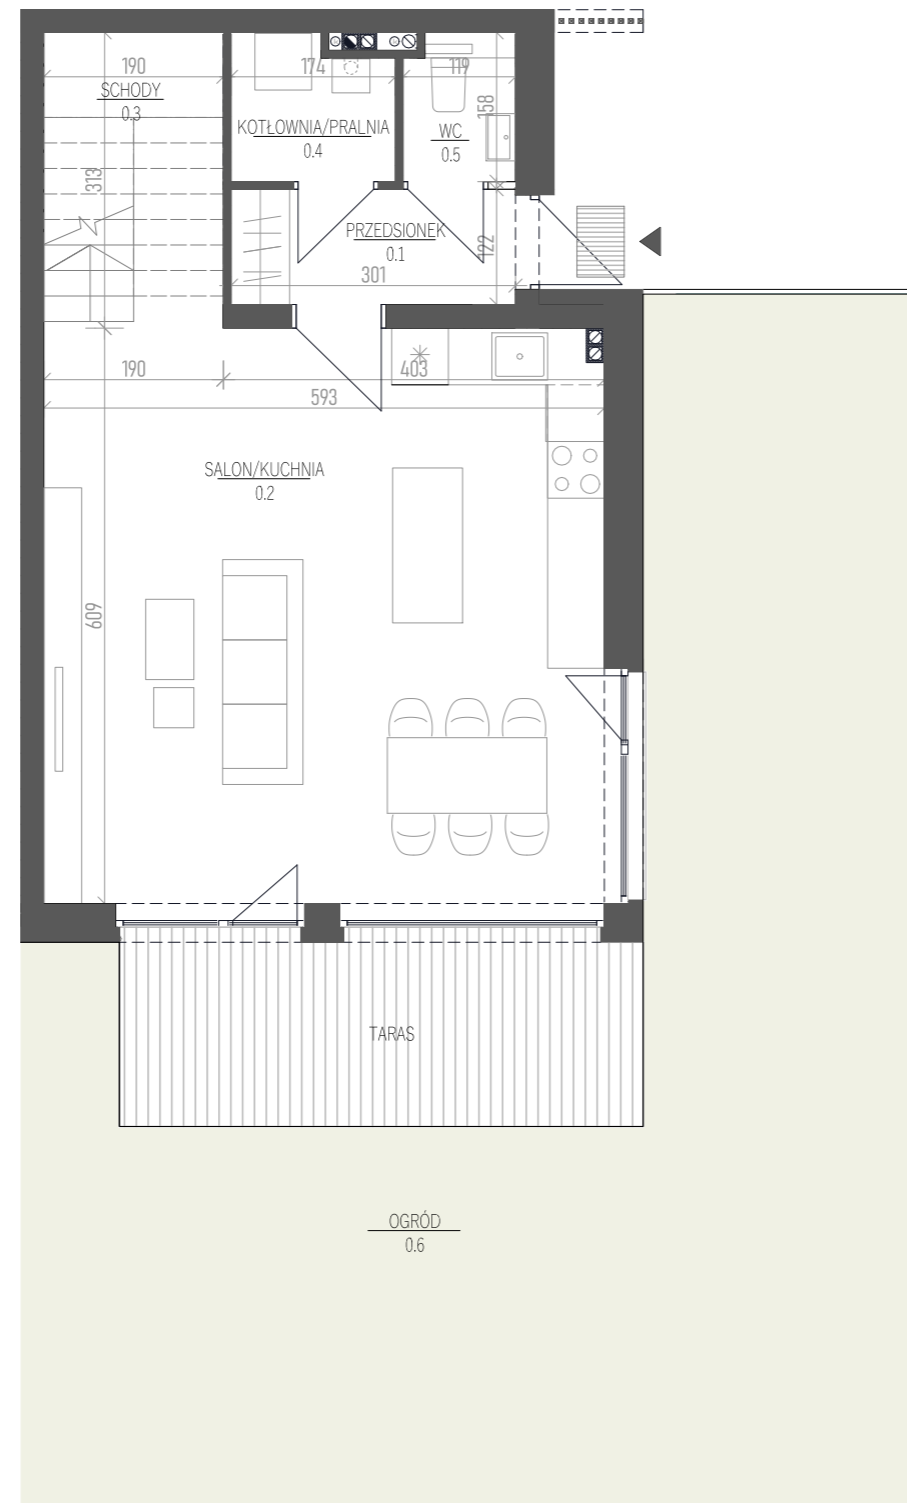 190
174
119
SCHODY
0.3
158
KOTŁOWNIA/PRALNIA
0.4
WC
0.5
313
PRZEDSIONEK
0.1
122
301
190
403
593
SALON/KUCHNIA
0.2
609
TARAS
OGRÓD
0.6